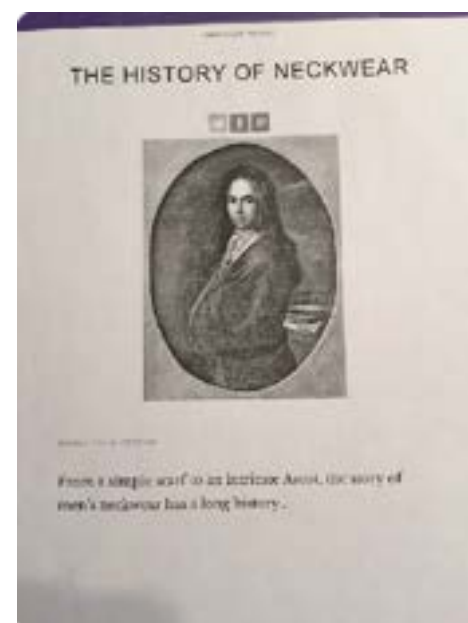 THE HISTORY OF NECKWEAR
From a simple scarf to an intricate Ascot, the story of
men's neckwear has a long history.